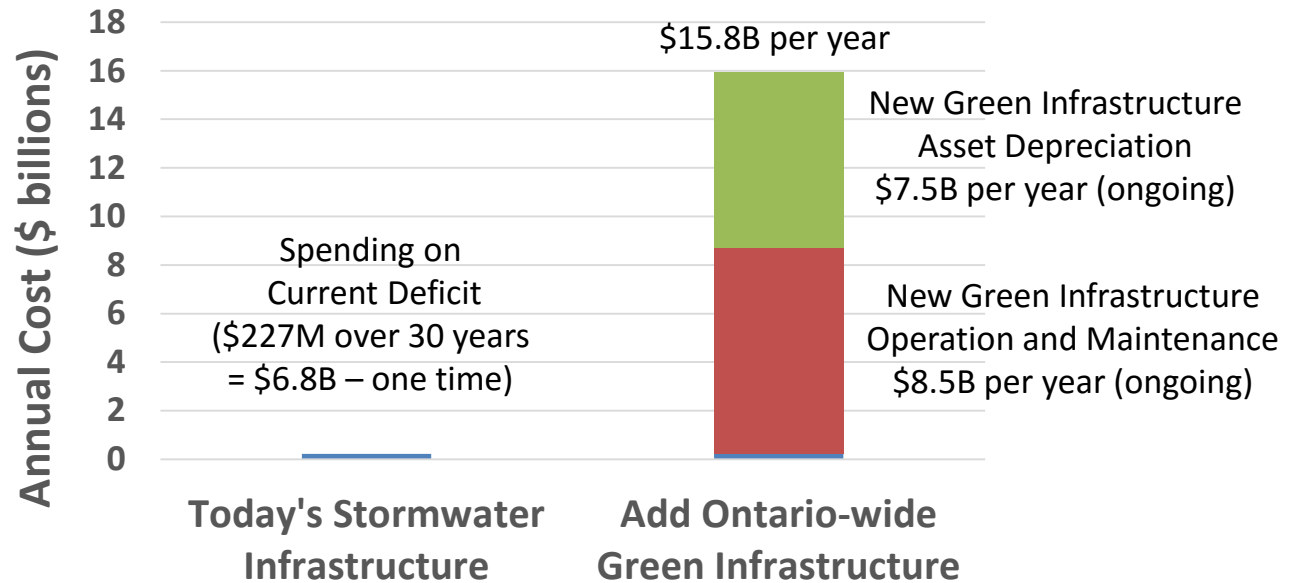 Annual Cost ($ billions)
18
16
14
12
10
8
6
4
2
0
$15.8B per year
New Green Infrastructure
Asset Depreciation
$7.5B per year (ongoing)
Spending on
Current Deficit
($227M over 30 years
= $6.8B – one time)
New Green Infrastructure
Operation and Maintenance
$8.5B per year (ongoing)
Today's Stormwater
Infrastructure
Add Ontario-wide
Green Infrastructure